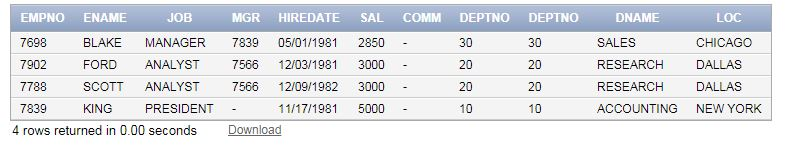 EMPNO ENAME JOB MGR HIREDATE SAL COMM DEPTNO DEPTNO DNAME LOC
7698 BLAKE MANAGER 7839 05/01/1981 2850 - 30 30 SALES CHICAGO
7902 FORD ANALYST 7566 12/03/1981 3000 - 20 20 RESEARCH DALLAS
7788 SCOTT ANALYST 7566 12/09/1982 3000 - 20 20 RESEARCH DALLAS
7839 KING PRESIDENT - 11/17/1981 5000 - 10 10 ACCOUNTING NEW YORK
4 rows returned in 0.00 seconds Download